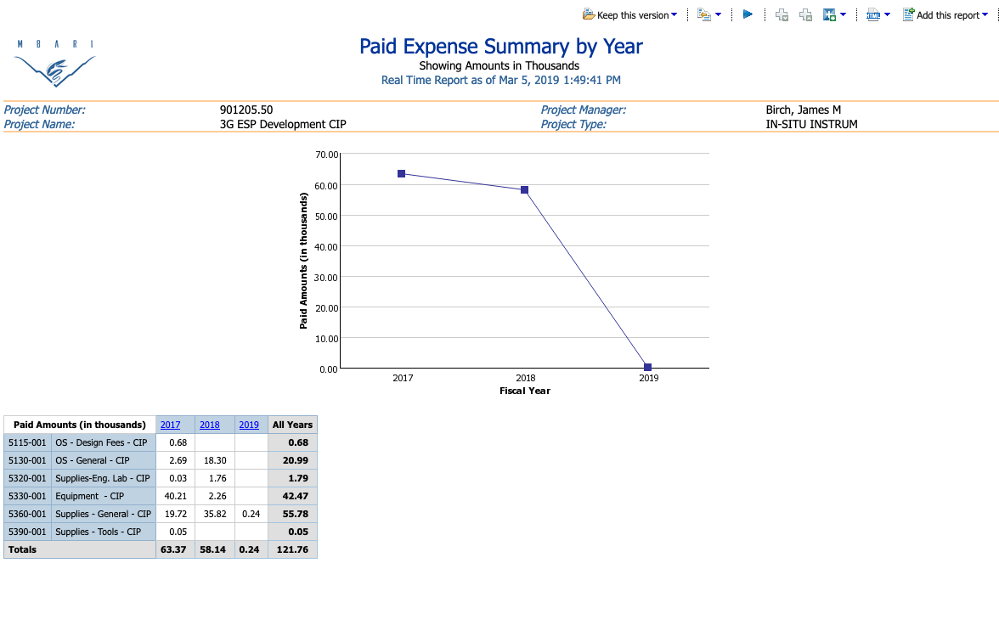 Keep this version
Add this report
M B A R I
Paid Expense Summary by Year
Showing Amounts in Thousands
Real Time Report as of Mar 5, 2019 1:49:41 PM
Project Number: 901205.50 Project Manager: Birch, James M
Project Name: 3G ESP Development CIP Project Type: IN-SITU INSTRUM
70.00
60.00
50.00
40.00
30.00
20.00
10.00
0.00
Paid Amounts (in thousands)
2017 2018 2019
Fiscal Year
Paid Amounts (in thousands) 2017 2018 2019 All Years
5115-001 OS - Design Fees - CIP 0.68 0.68
5130-001 OS - General - CIP 2.69 18.30 20.99
5320-001 Supplies-Eng. Lab - CIP 0.03 1.76 1.79
5330-001 Equipment - CIP 40.21 2.26 42.47
5360-001 Supplies - General - CIP 19.72 35.82 0.24 55.78
5390-001 Supplies - Tools - CIP 0.05 0.05
Totals 63.37 58.14 0.24 121.76